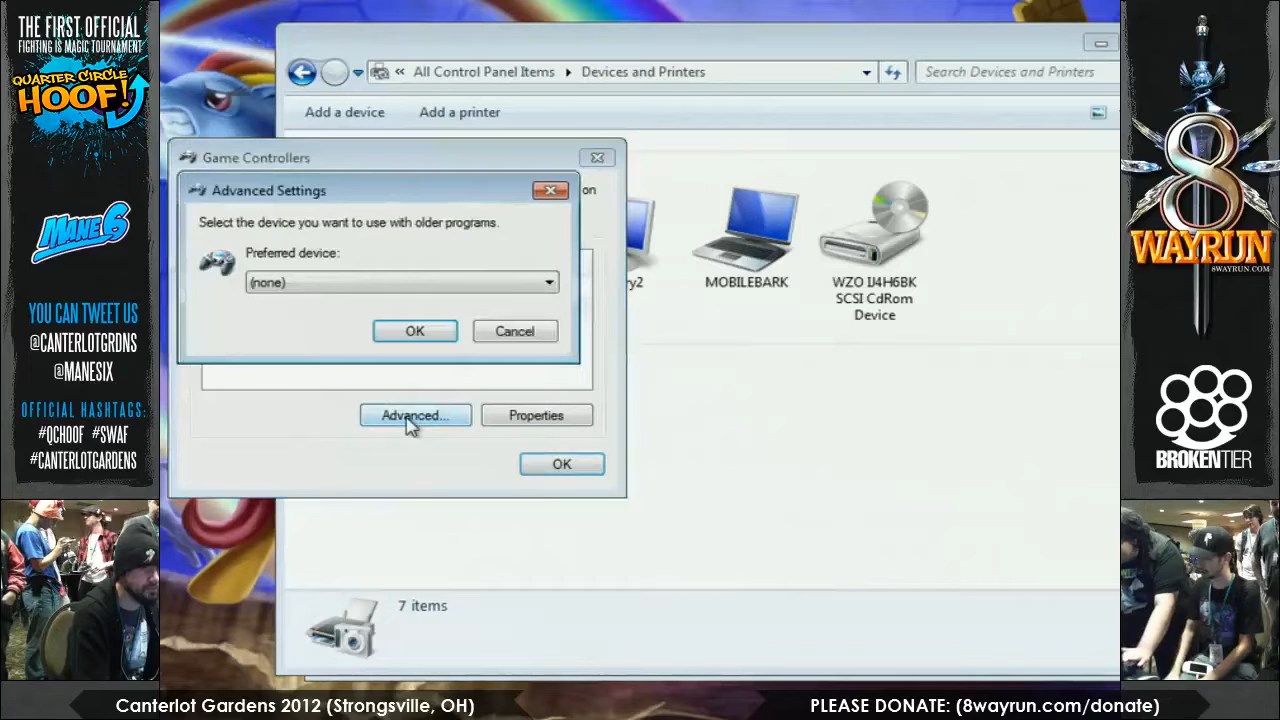 THE FIRST OFFICIAL
FIGHTING IS MAGIC TOURNAMENT
QUARTER CIRCLE
HOOF!
MANE6
YOU CAN TWEET US
@CANTERLOTGRDNS
@MANESIX
OFFICIAL HASHTAGS:
#QCHOOF #SWAF
#CANTERLOTGARDENS
« All Control Panel Items ▸ Devices and Printers
Search Devices and Printers
Add a device
Add a printer
Game Controllers
on
Advanced Settings
Select the device you want to use with older programs.
Preferred device:
(none)
OK
Cancel
Advanced...
Properties
OK
ry2
MOBILEBARK
WZO IJ4H6BK
SCSI CdRom
Device
7 items
8
WAYRUN
8WAYRUN.COM
BROKENTIER
Canterlot Gardens 2012 (Strongsville, OH)
PLEASE DONATE: (8wayrun.com/donate)